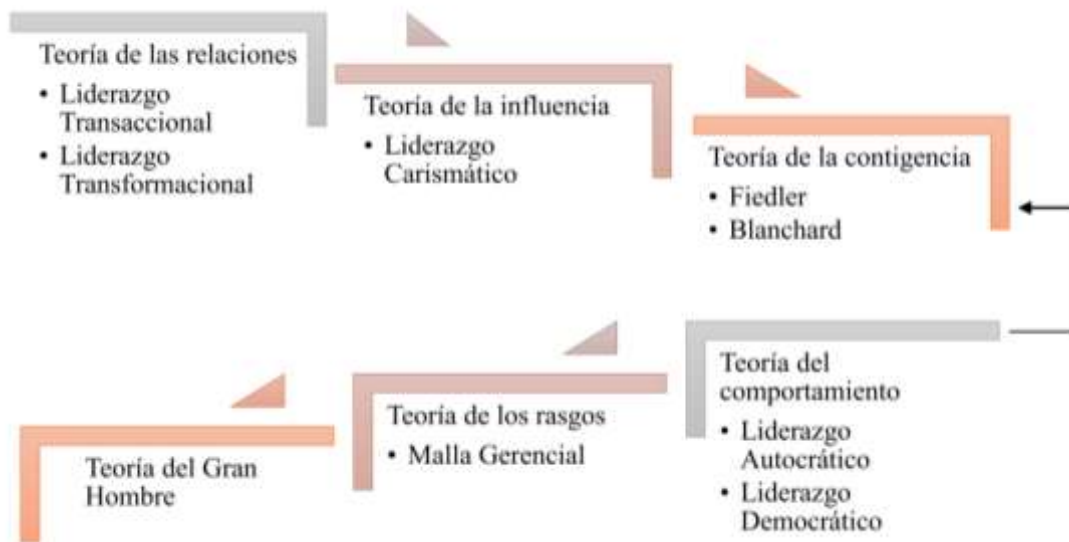 Teoría de las relaciones
• Liderazgo
Transaccional
• Liderazgo
Transformacional
Teoría de la influencia
• Liderazgo
Carismático
Teoría de la contigencia
• Fiedler
• Blanchard
Teoría del Gran
Hombre
Teoría de los rasgos
• Malla Gerencial
Teoría del
comportamiento
• Liderazgo
Autocrático
• Liderazgo
Democrático